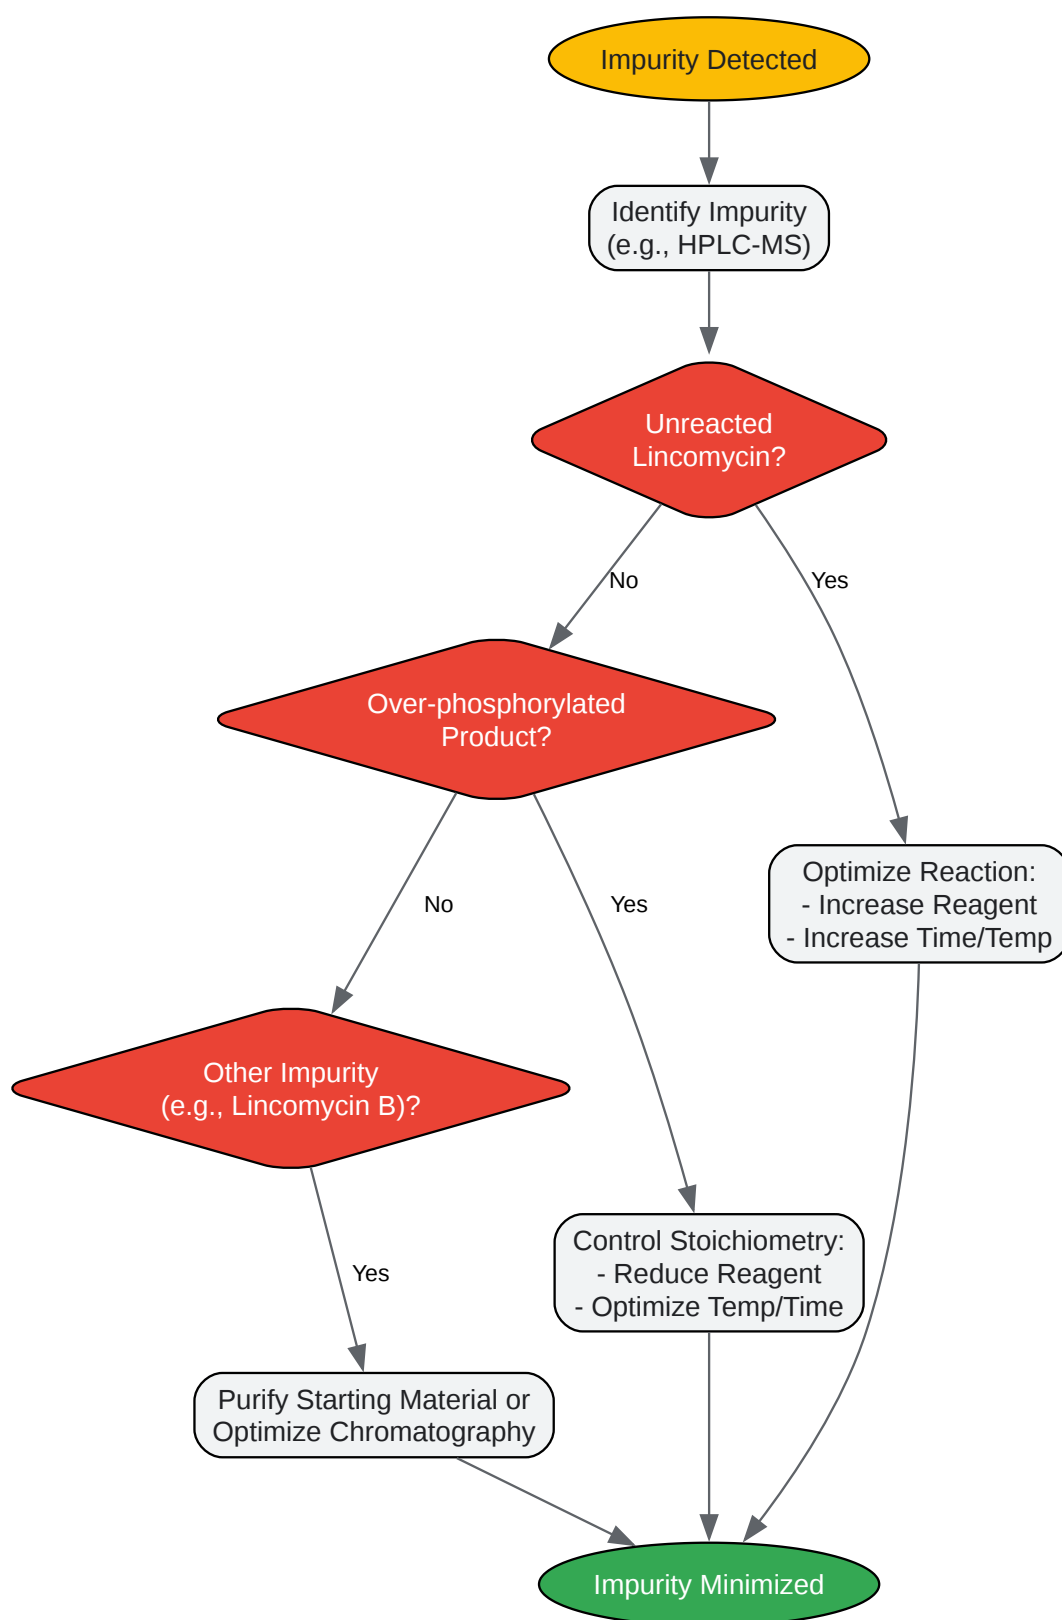 Impurity Detected
Identify Impurity
(e.g., HPLC-MS)
Unreacted
Lincomycin?
No
Yes
Over-phosphorylated
Product?
Optimize Reaction:
- Increase Reagent
- Increase Time/Temp
No
Yes
Other Impurity
(e.g., Lincomycin B)?
Control Stoichiometry:
- Reduce Reagent
- Optimize Temp/Time
Yes
Purify Starting Material or
Optimize Chromatography
Impurity Minimized